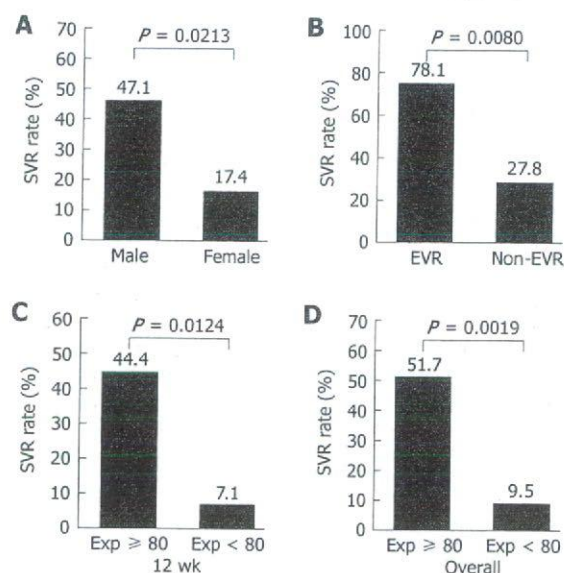 A
P = 0.0213
SVR rate (%)
70
60
50
40
30
20
10
0
47.1
17.4
Male Female
B
P = 0.0080
SVR rate (%)
100
80
60
40
20
0
78.1
27.8
EVR Non-EVR
C
P = 0.0124
SVR rate (%)
60
50
40
30
20
10
0
44.4
7.1
Exp ≥ 80 Exp < 80
12 wk
D
P = 0.0019
SVR rate (%)
70
60
50
40
30
20
10
0
51.7
9.5
Exp ≥ 80 Exp < 80
Overall